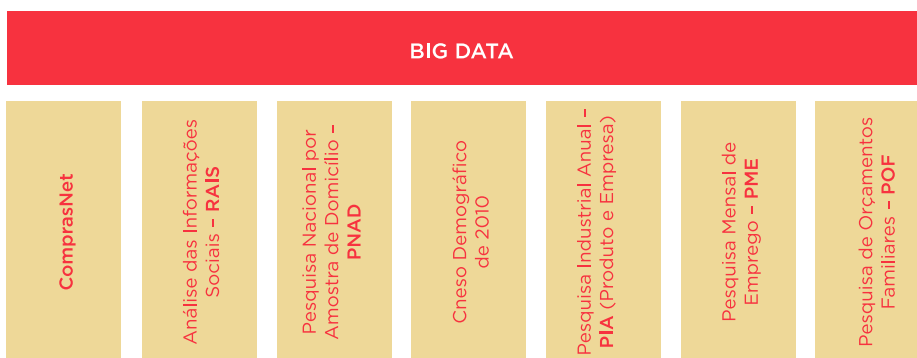 BIG DATA
ComprasNet
Análise das Informações
Sociais – RAIS
Pesquisa Nacional por
Amostra de Domicílio –
PNAD
Cneso Demográfico
de 2010
Pesquisa Industrial Anual –
PIA (Produto e Empresa)
Pesquisa Mensal de
Emprego – PME
Pesquisa de Orçamentos
Familiares – POF